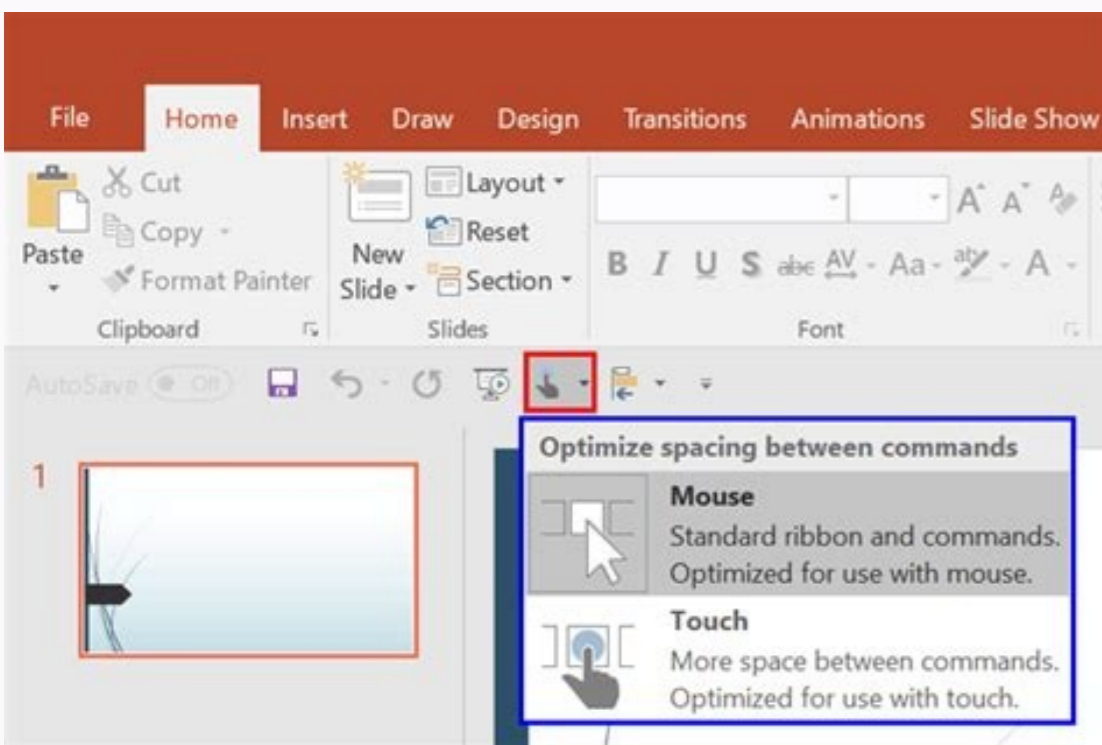 File Home Insert Draw Design Transitions Animations Slide Show
Cut
Copy
Format Painter
Paste
Clipboard
New
Slide
Layout
Reset
Section
Slides
A A A
B I U S abc AV Aa aby A
Font
AutoSave Off
Optimize spacing between commands
Mouse
Standard ribbon and commands.
Optimized for use with mouse.
Touch
More space between commands.
Optimized for use with touch.
1